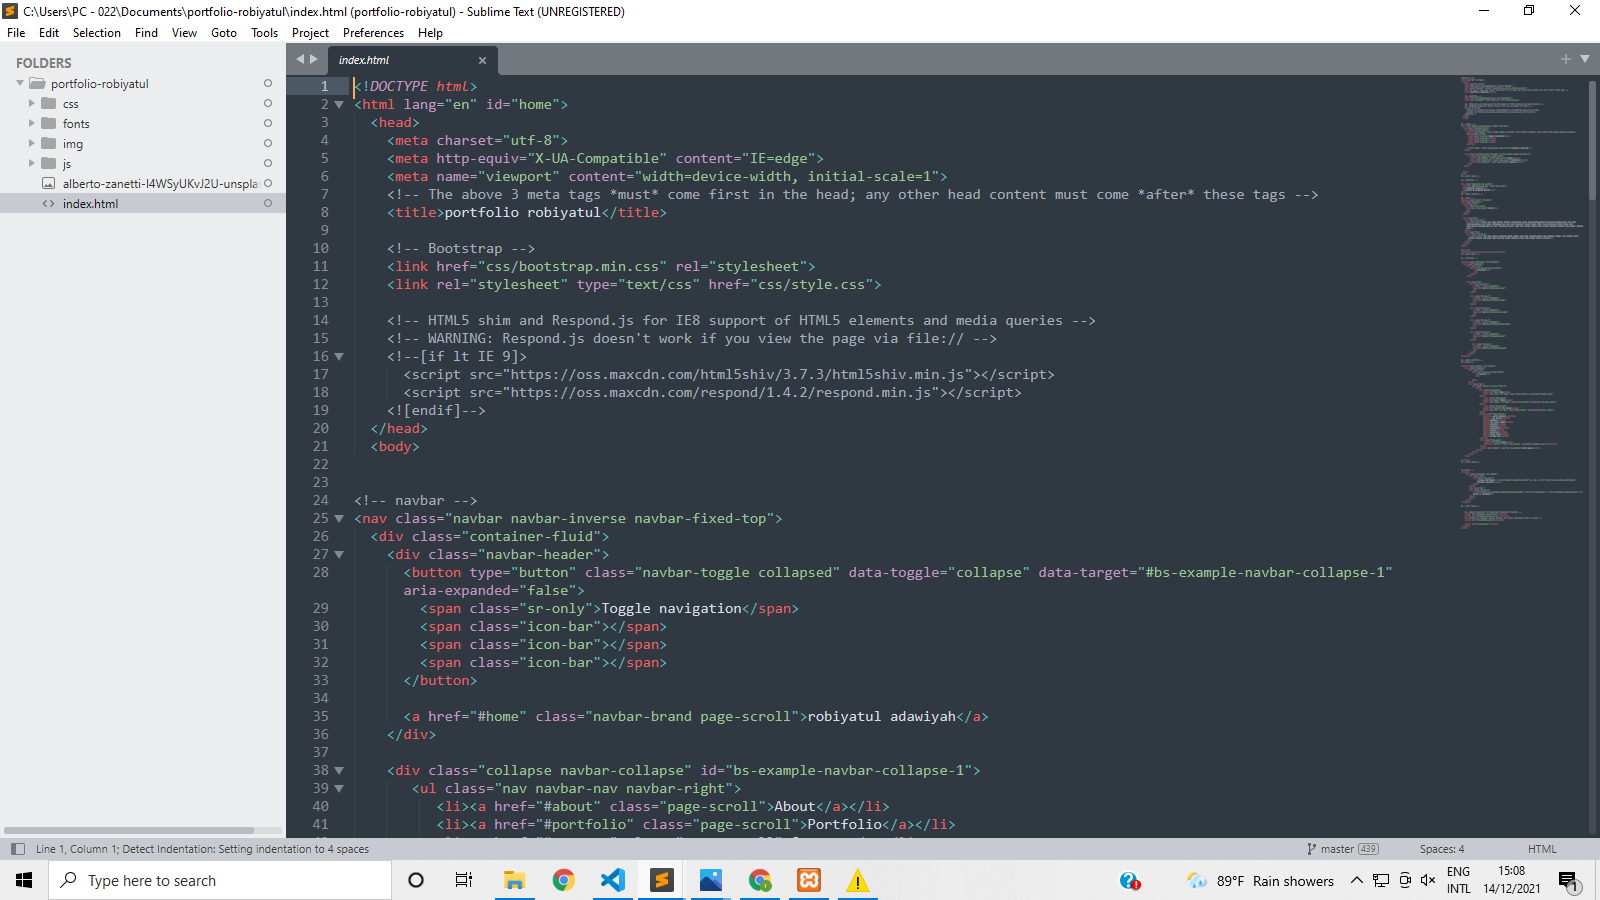 C:\Users\PC - 022\Documents\portfolio-robiyatul\index.html (portfolio-robiyatul) - Sublime Text (UNREGISTERED)
File Edit Selection Find View Goto Tools Project Preferences Help
FOLDERS
portfolio-robiyatul
css
fonts
img
js
alberto-zanetti-I4WSyUKvJ2U-unspla
index.html
index.html
1 <!DOCTYPE html>
2 <html lang="en" id="home">
3 <head>
4 <meta charset="utf-8">
5 <meta http-equiv="X-UA-Compatible" content="IE=edge">
6 <meta name="viewport" content="width=device-width, initial-scale=1">
7 <!-- The above 3 meta tags *must* come first in the head; any other head content must come *after* these tags -->
8 <title>portfolio robiyatul</title>
9
10 <!-- Bootstrap -->
11 <link href="css/bootstrap.min.css" rel="stylesheet">
12 <link rel="stylesheet" type="text/css" href="css/style.css">
13
14 <!-- HTML5 shim and Respond.js for IE8 support of HTML5 elements and media queries -->
15 <!-- WARNING: Respond.js doesn't work if you view the page via file:// -->
16 <!--[if lt IE 9]>
17 <script src="https://oss.maxcdn.com/html5shiv/3.7.3/html5shiv.min.js"></script>
18 <script src="https://oss.maxcdn.com/respond/1.4.2/respond.min.js"></script>
19 <![endif]-->
20 </head>
21 <body>
22
23
24 <!-- navbar -->
25 <nav class="navbar navbar-inverse navbar-fixed-top">
26 <div class="container-fluid">
27 <div class="navbar-header">
28 <button type="button" class="navbar-toggle collapsed" data-toggle="collapse" data-target="#bs-example-navbar-collapse-1"
aria-expanded="false">
29 <span class="sr-only">Toggle navigation</span>
30 <span class="icon-bar"></span>
31 <span class="icon-bar"></span>
32 <span class="icon-bar"></span>
33 </button>
34
35 <a href="#home" class="navbar-brand page-scroll">robiyatul adawiyah</a>
36 </div>
37
38 <div class="collapse navbar-collapse" id="bs-example-navbar-collapse-1">
39 <ul class="nav navbar-nav navbar-right">
40 <li><a href="#about" class="page-scroll">About</a></li>
41 <li><a href="#portfolio" class="page-scroll">Portfolio</a></li>
Line 1, Column 1; Detect Indentation: Setting indentation to 4 spaces
master 439
Spaces: 4
HTML
Type here to search
89°F Rain showers
ENG
INTL
15:08
14/12/2021
1